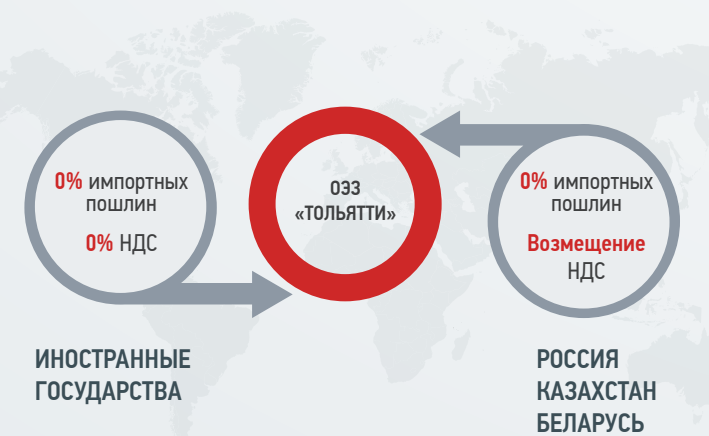 0% импортных
пошлин
0% НДС
ОЭЗ
«ТОЛЬЯТТИ»
0% импортных
пошлин
Возмещение
НДС
ИНОСТРАННЫЕ
ГОСУДАРСТВА
РОССИЯ
КАЗАХСТАН
БЕЛАРУСЬ